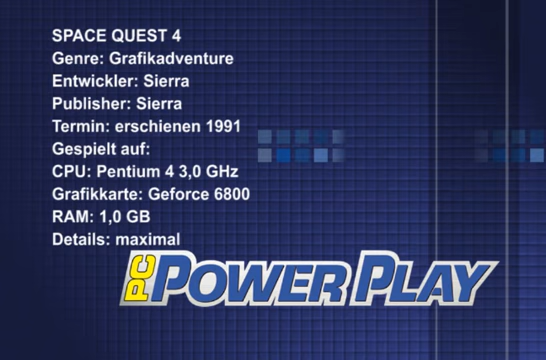 SPACE QUEST 4
Genre: Grafikadventure
Entwickler: Sierra
Publisher: Sierra
Termin: erschienen 1991
Gespielt auf:
CPU: Pentium 4 3,0 GHz
Grafikkarte: Geforce 6800
RAM: 1,0 GB
Details: maximal
PC POWER PLAY